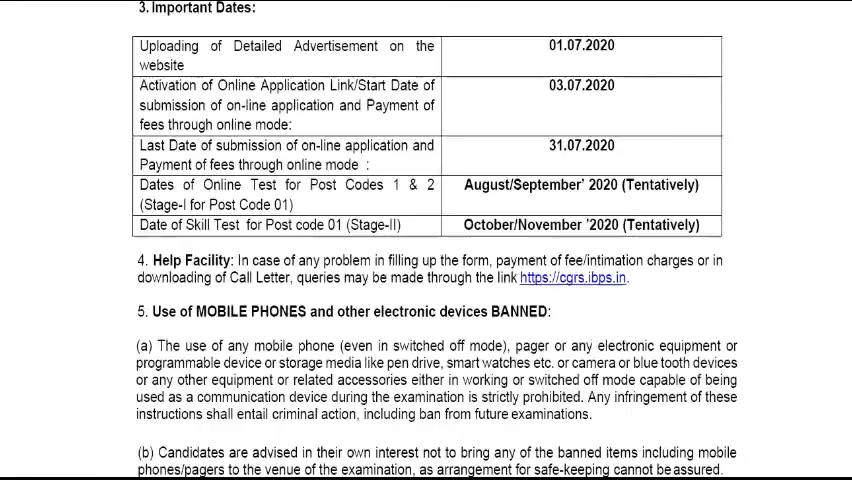 3. Important Dates:
Uploading of Detailed Advertisement on the
website
01.07.2020
Activation of Online Application Link/Start Date of
submission of on-line application and Payment of
fees through online mode:
03.07.2020
Last Date of submission of on-line application and
Payment of fees through online mode :
31.07.2020
Dates of Online Test for Post Codes 1 & 2
(Stage-I for Post Code 01)
August/September' 2020 (Tentatively)
Date of Skill Test for Post code 01 (Stage-II)
October/November '2020 (Tentatively)
4. Help Facility: In case of any problem in filling up the form, payment of fee/intimation charges or in
downloading of Call Letter, queries may be made through the link https://cgrs.ibps.in.
5. Use of MOBILE PHONES and other electronic devices BANNED:
(a) The use of any mobile phone (even in switched off mode), pager or any electronic equipment or
programmable device or storage media like pen drive, smart watches etc. or camera or blue tooth devices
or any other equipment or related accessories either in working or switched off mode capable of being
used as a communication device during the examination is strictly prohibited. Any infringement of these
instructions shall entail criminal action, including ban from future examinations.
(b) Candidates are advised in their own interest not to bring any of the banned items including mobile
phones/pagers to the venue of the examination, as arrangement for safe-keeping cannot be assured.